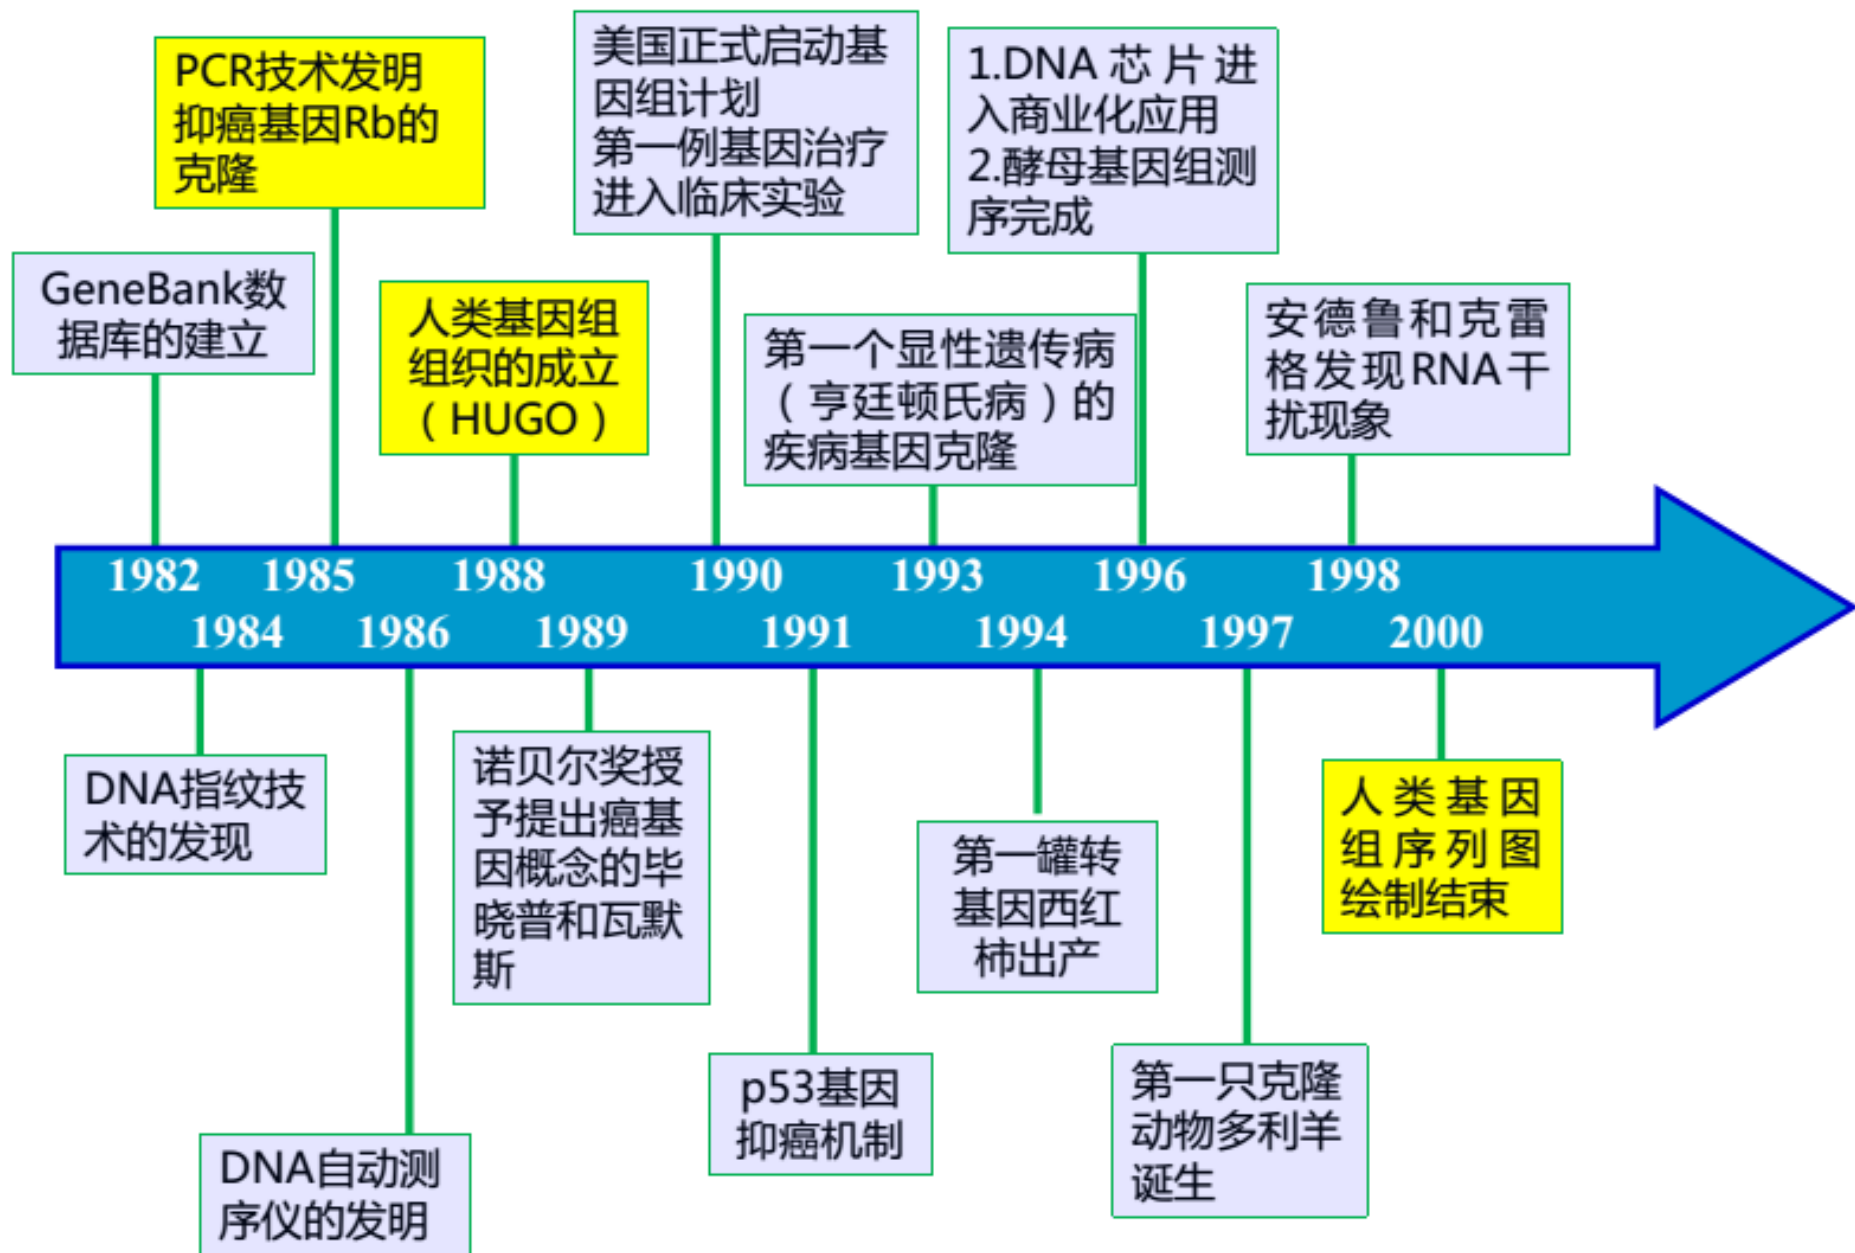 PCR技术发明
抑癌基因Rb的
克隆
美国正式启动基
因组计划
第一例基因治疗
进入临床实验
1.DNA芯片进
入商业化应用
2.酵母基因组测
序完成
GeneBank数
据库的建立
人类基因组
组织的成立
（HUGO）
第一个显性遗传病
（亨廷顿氏病）的
疾病基因克隆
安德鲁和克雷
格发现RNA干
扰现象
1982 1985 1988 1990 1993 1996 1998
1984 1986 1989 1991 1994 1997 2000
DNA指纹技
术的发现
诺贝尔奖授
予提出癌基
因概念的毕
晓普和瓦默
斯
第一罐转
基因西红
柿出产
人类基因
组序列图
绘制结束
DNA自动测
序仪的发明
p53基因
抑癌机制
第一只克隆
动物多利羊
诞生